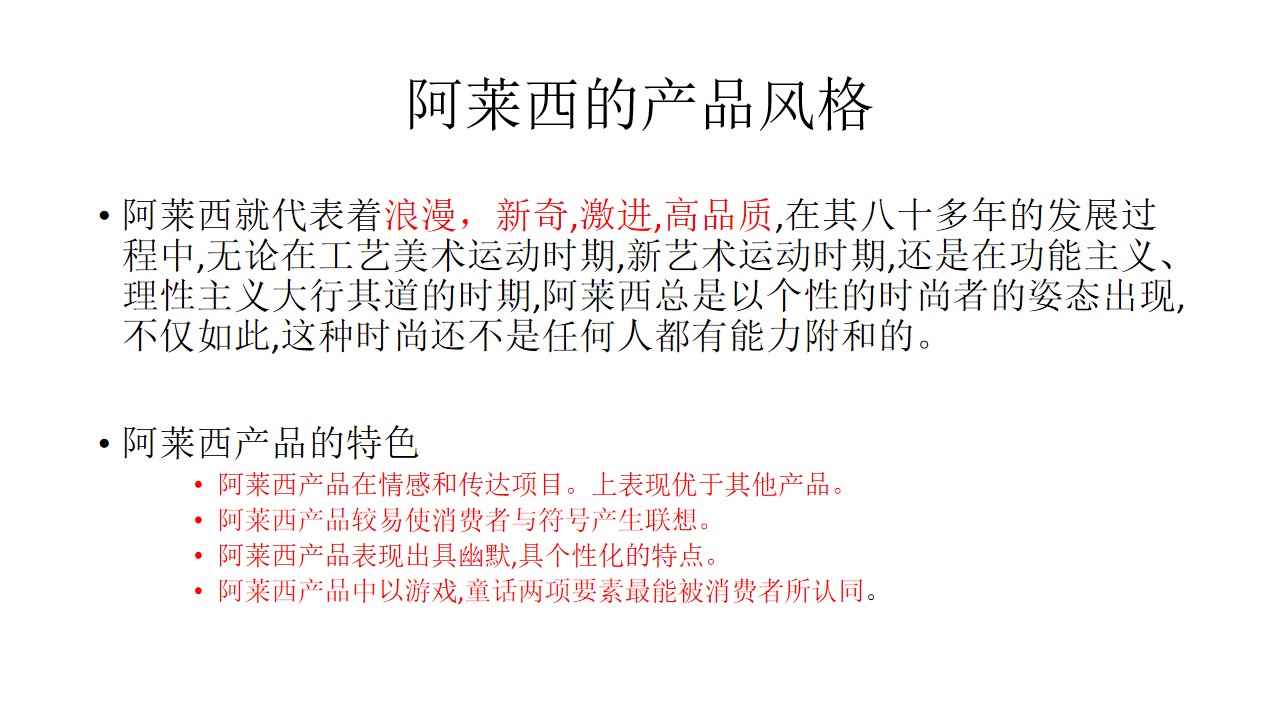 阿莱西的产品风格
• 阿莱西就代表着浪漫，新奇,激进,高品质,在其八十多年的发展过
程中,无论在工艺美术运动时期,新艺术运动时期,还是在功能主义、
理性主义大行其道的时期,阿莱西总是以个性的时尚者的姿态出现,
不仅如此,这种时尚还不是任何人都有能力附和的。
• 阿莱西产品的特色
• 阿莱西产品在情感和传达项目。上表现优于其他产品。
• 阿莱西产品较易使消费者与符号产生联想。
• 阿莱西产品表现出具幽默,具个性化的特点。
• 阿莱西产品中以游戏,童话两项要素最能被消费者所认同。